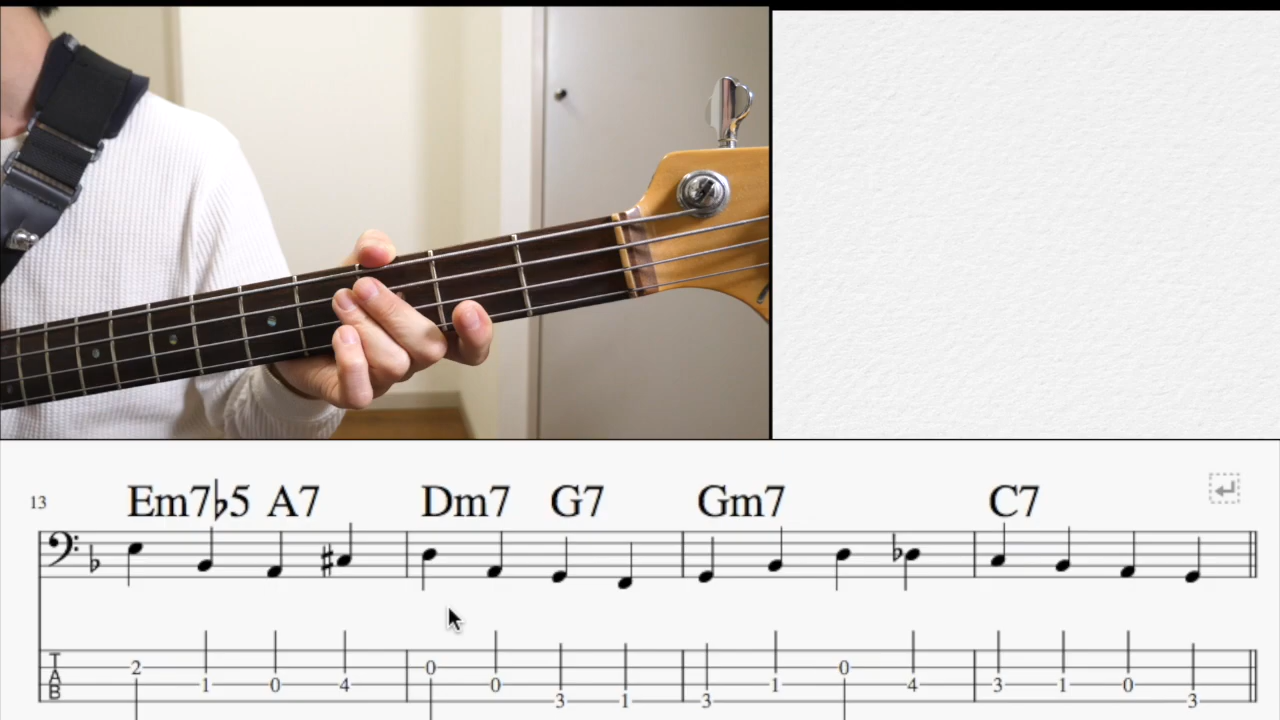 13 Em7♭5 A7 Dm7 G7 Gm7 C7
T 2 0 0
A 1 0 4 0 4 3 1 0
B 3 1 3 1 3